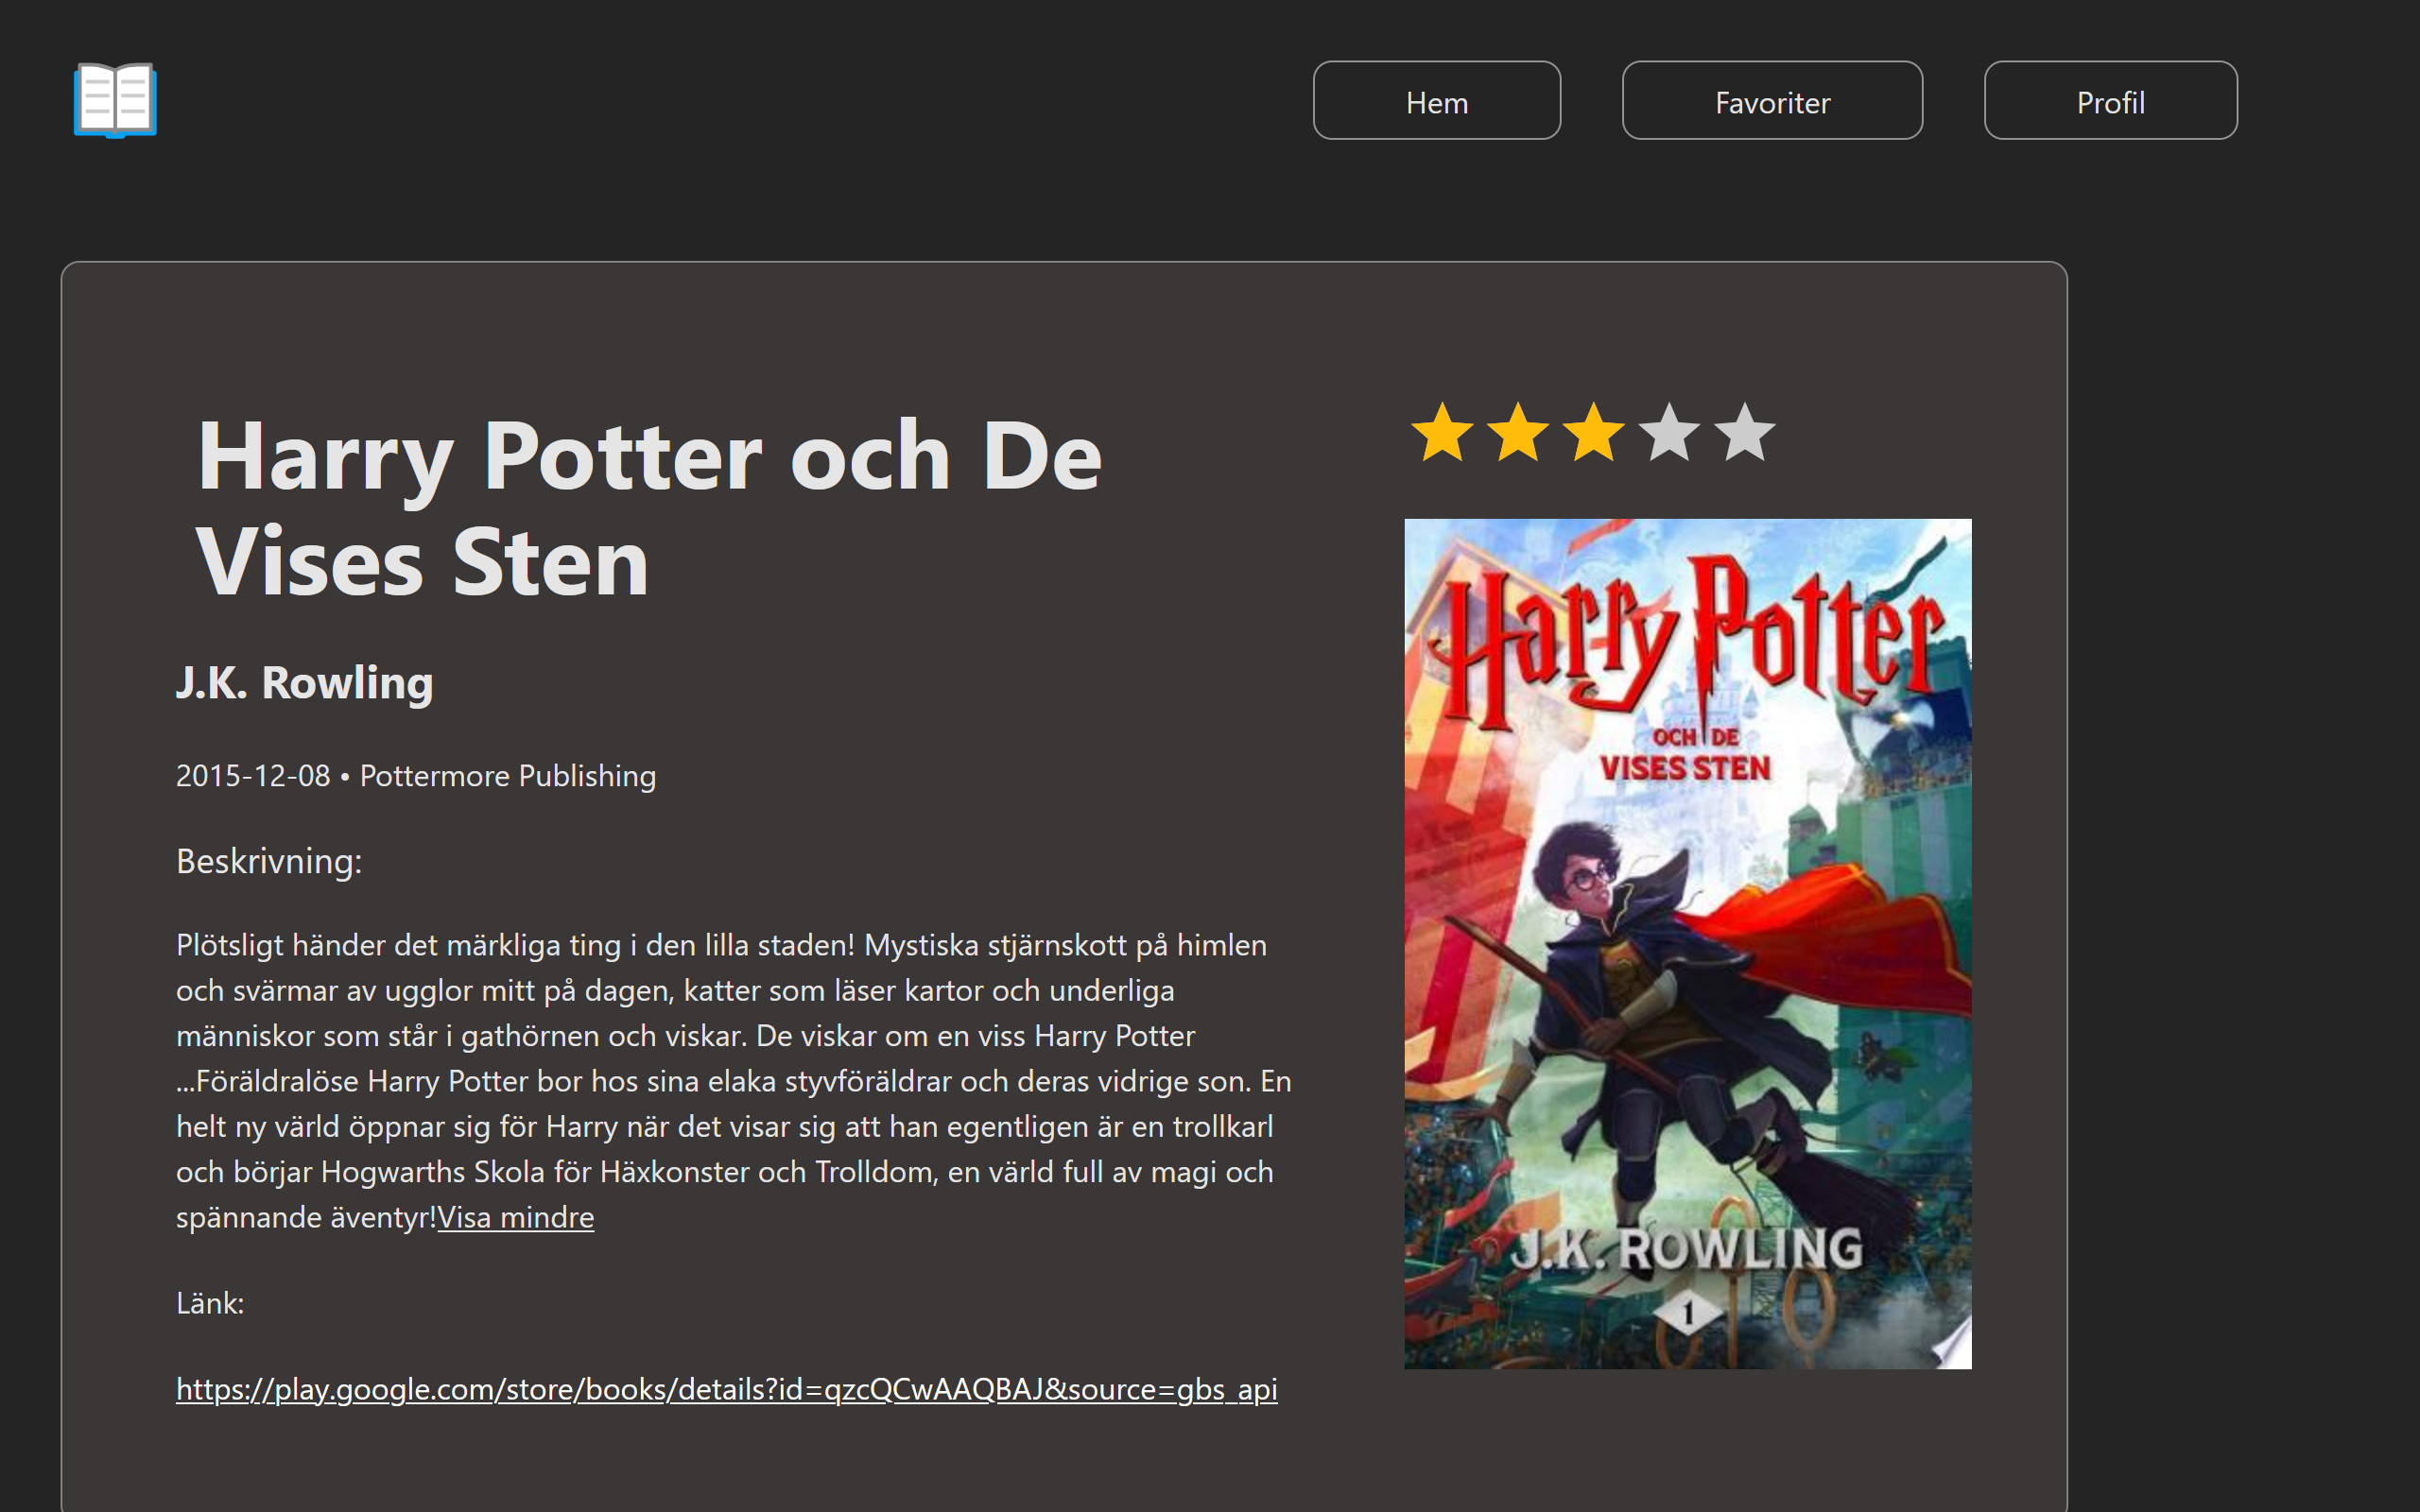 Hem
Favoriter
Profil
Harry Potter och De
Vises Sten
J.K. Rowling
2015-12-08 • Pottermore Publishing
Beskrivning:
Plötsligt händer det märkliga ting i den lilla staden! Mystiska stjärnskott på himlen
och svärmar av ugglor mitt på dagen, katter som läser kartor och underliga
människor som står i gathörnen och viskar. De viskar om en viss Harry Potter
...Föräldralöse Harry Potter bor hos sina elaka styvföräldrar och deras vidrige son. En
helt ny värld öppnar sig för Harry när det visar sig att han egentligen är en trollkarl
och börjar Hogwarths Skola för Häxkonster och Trolldom, en värld full av magi och
spännande äventyr!Visa mindre
Länk:
https://play.google.com/store/books/details?id=qzcQCwAAQBAJ&source=gbs_api
Harry Potter
OCH DE
VISES STEN
J.K. ROWLING
1